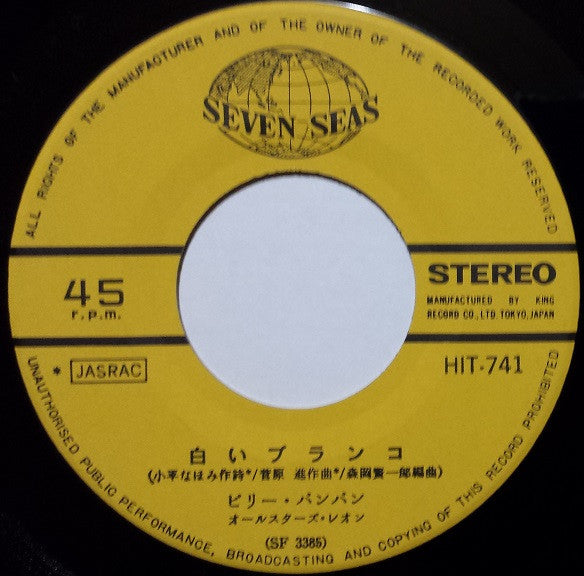 ALL RIGHTS OF THE MANUFACTURER AND OF THE OWNER OF THE RECORDED WORK RESERVED
SEVEN SEAS
45
r.p.m.
STEREO
MANUFACTURED BY KING
RECORD CO., LTD. TOKYO, JAPAN
* JASRAC
HIT-741
白いブランコ
(小平なほみ作詩*/菅原 進作曲*/森岡賢一郎編曲)
ビリー・バンバン
オールスターズ・レオン
(SF 3385)
UNAUTHORISED PUBLIC PERFORMANCE, BROADCASTING AND COPYING OF THIS RECORD PROHIBITED